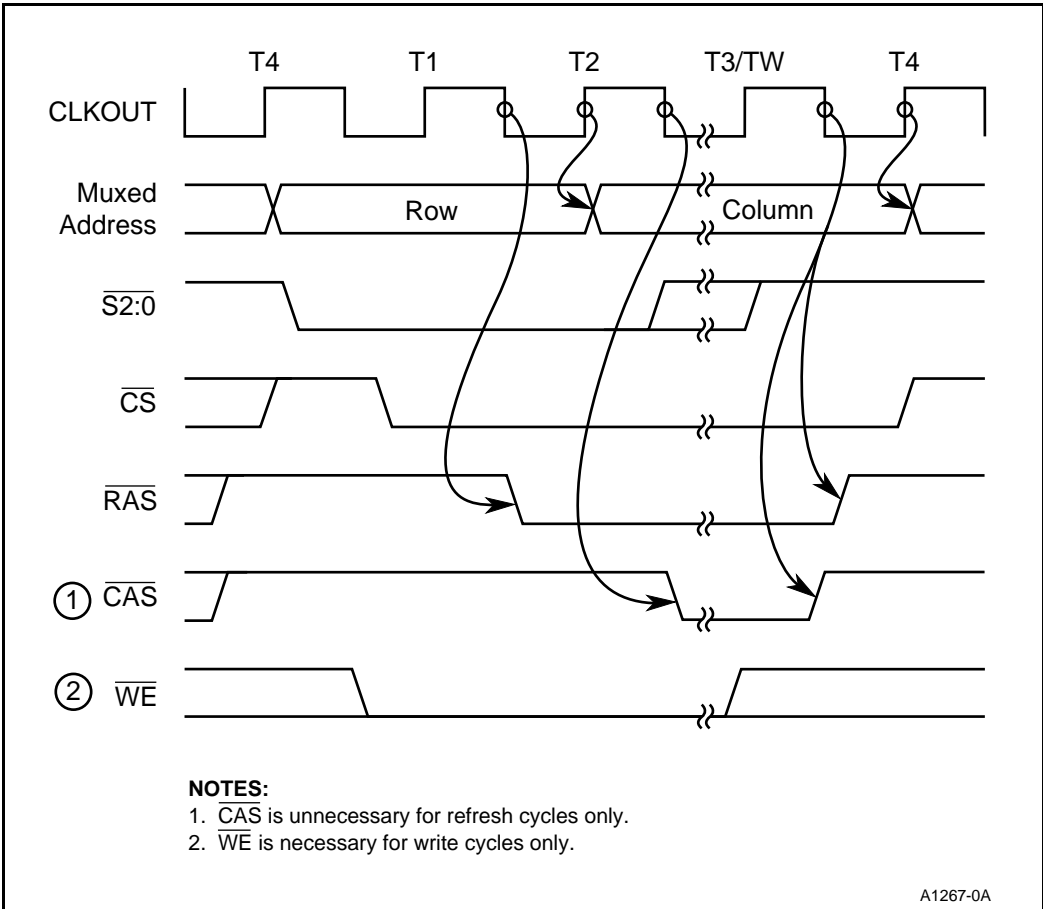 T4 T1 T2 T3/TW T4
CLKOUT
Muxed
Address
Row
Column
S2:0
CS
RAS
1 CAS
2 WE
NOTES:
1. CAS is unnecessary for refresh cycles only.
2. WE is necessary for write cycles only.
A1267-0A